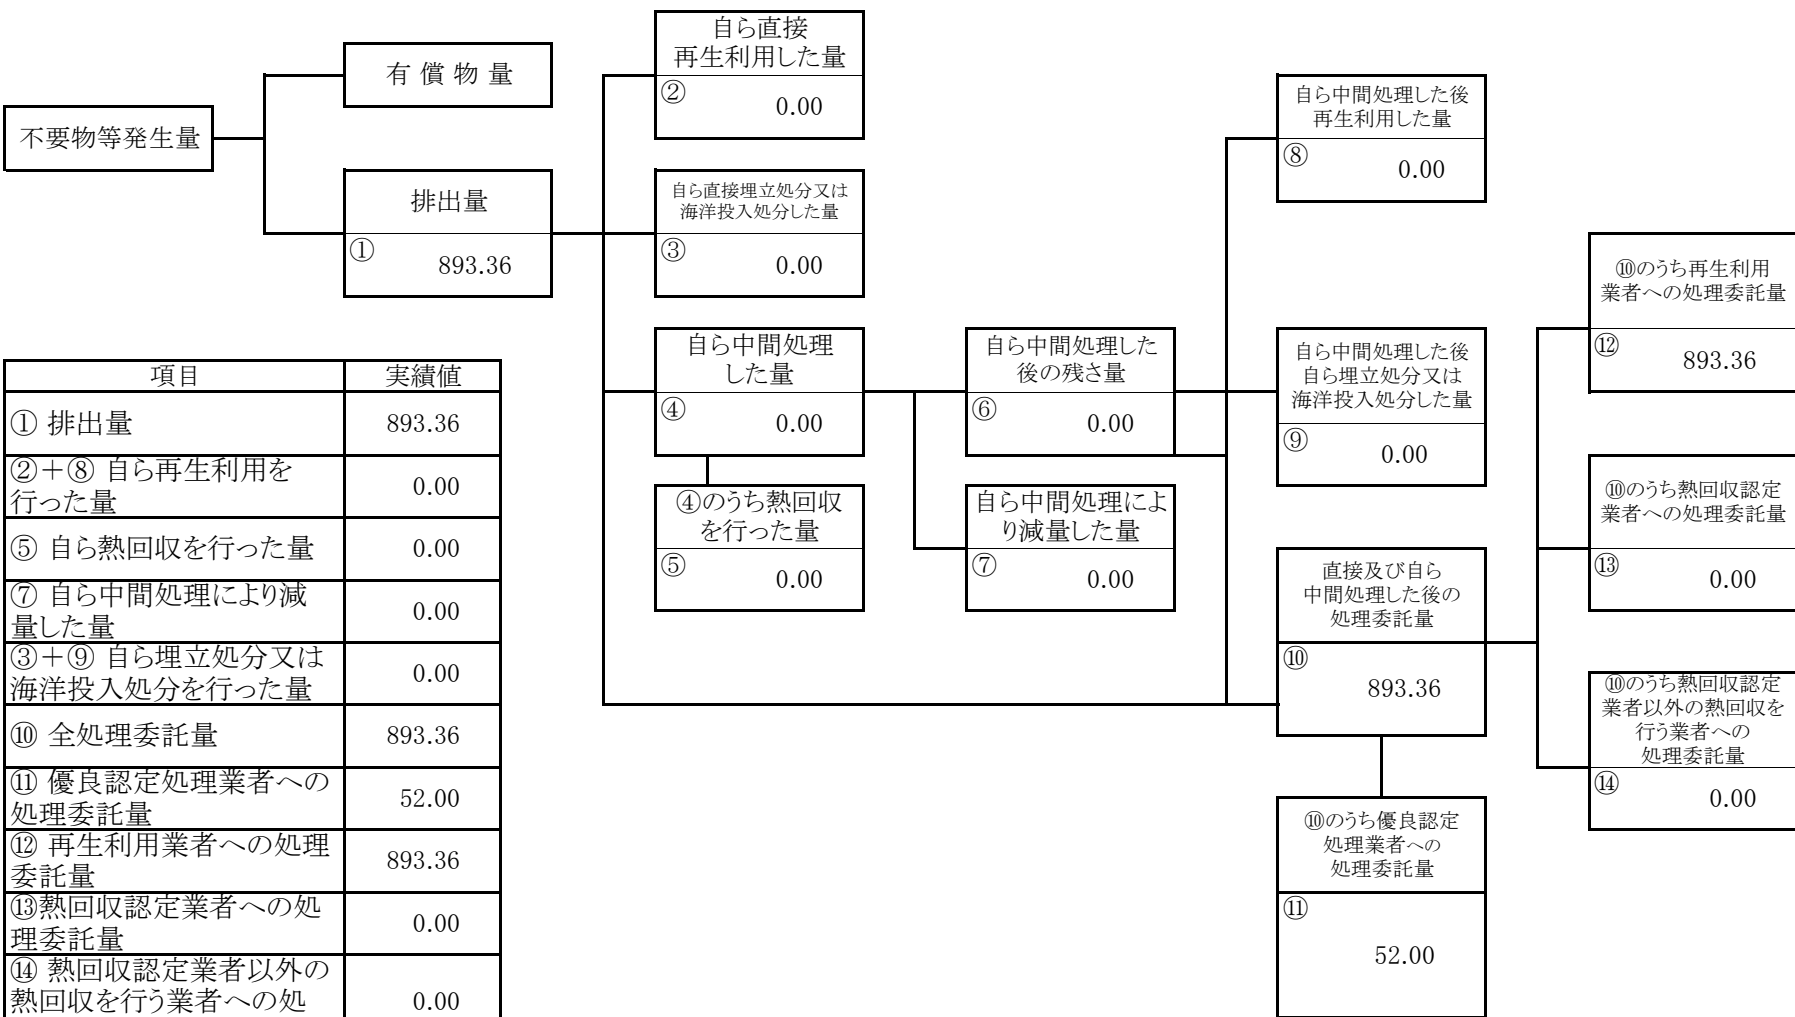 不要物等発生量
有 償 物 量
排出量
①
893.36
自ら直接
再生利用した量
②
0.00
自ら直接埋立処分又は
海洋投入処分した量
③
0.00
自ら中間処理
した量
④
0.00
④のうち熱回収
を行った量
⑤
0.00
自ら中間処理した
後の残さ量
⑥
0.00
自ら中間処理によ
り減量した量
⑦
0.00
自ら中間処理した後
再生利用した量
⑧
0.00
自ら中間処理した後
自ら埋立処分又は
海洋投入処分した量
⑨
0.00
直接及び自ら
中間処理した後の
処理委託量
⑩
893.36
⑩のうち優良認定
処理業者への
処理委託量
⑪
52.00
⑩のうち再生利用
業者への処理委託量
⑫
893.36
⑩のうち熱回収認定
業者への処理委託量
⑬
0.00
⑩のうち熱回収認定
業者以外の熱回収を
行う業者への
処理委託量
⑭
0.00
項目 実績値
① 排出量 893.36
②＋⑧ 自ら再生利用を
行った量 0.00
⑤ 自ら熱回収を行った量 0.00
⑦ 自ら中間処理により減
量した量 0.00
③＋⑨ 自ら埋立処分又は
海洋投入処分を行った量 0.00
⑩ 全処理委託量 893.36
⑪ 優良認定処理業者への
処理委託量 52.00
⑫ 再生利用業者への処理
委託量 893.36
⑬熱回収認定業者への処
理委託量 0.00
⑭ 熱回収認定業者以外の
熱回収を行う業者への処 0.00